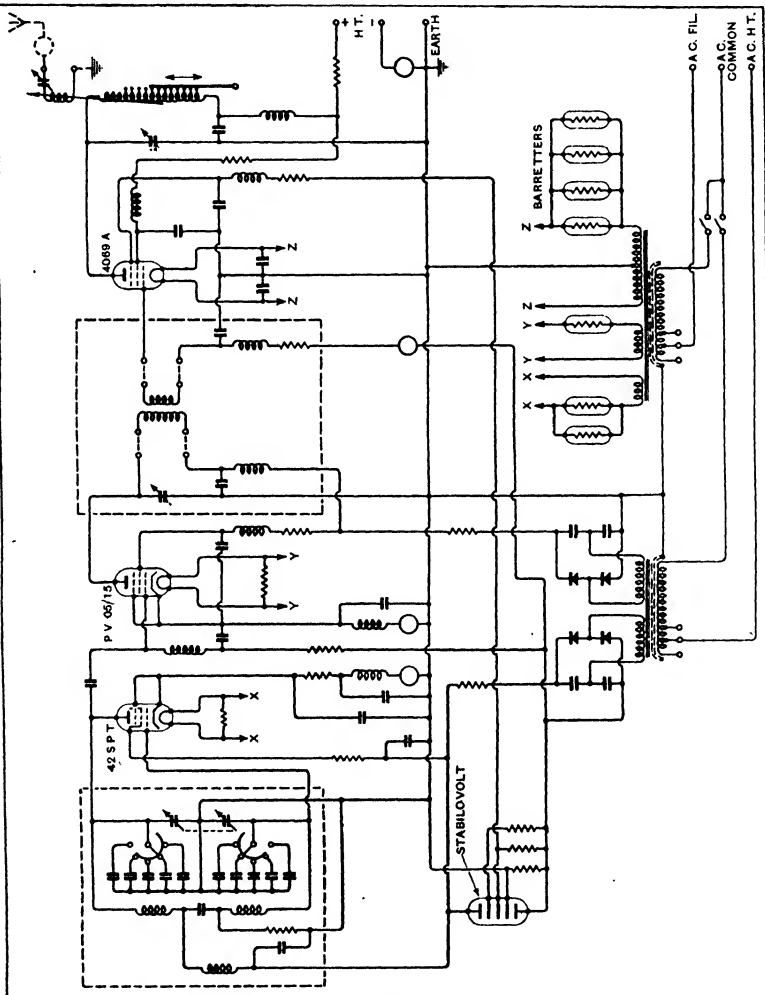 + H.T. -
EARTH
A.C. FIL.
A.C. COMMON
A.C. H.T.
BARRETTERS
4069 A
Z
Z
Z
Z
Y
Y
X
X
PV 05/15
Y
Y
42 SPT
X
X
STABILOVOLT